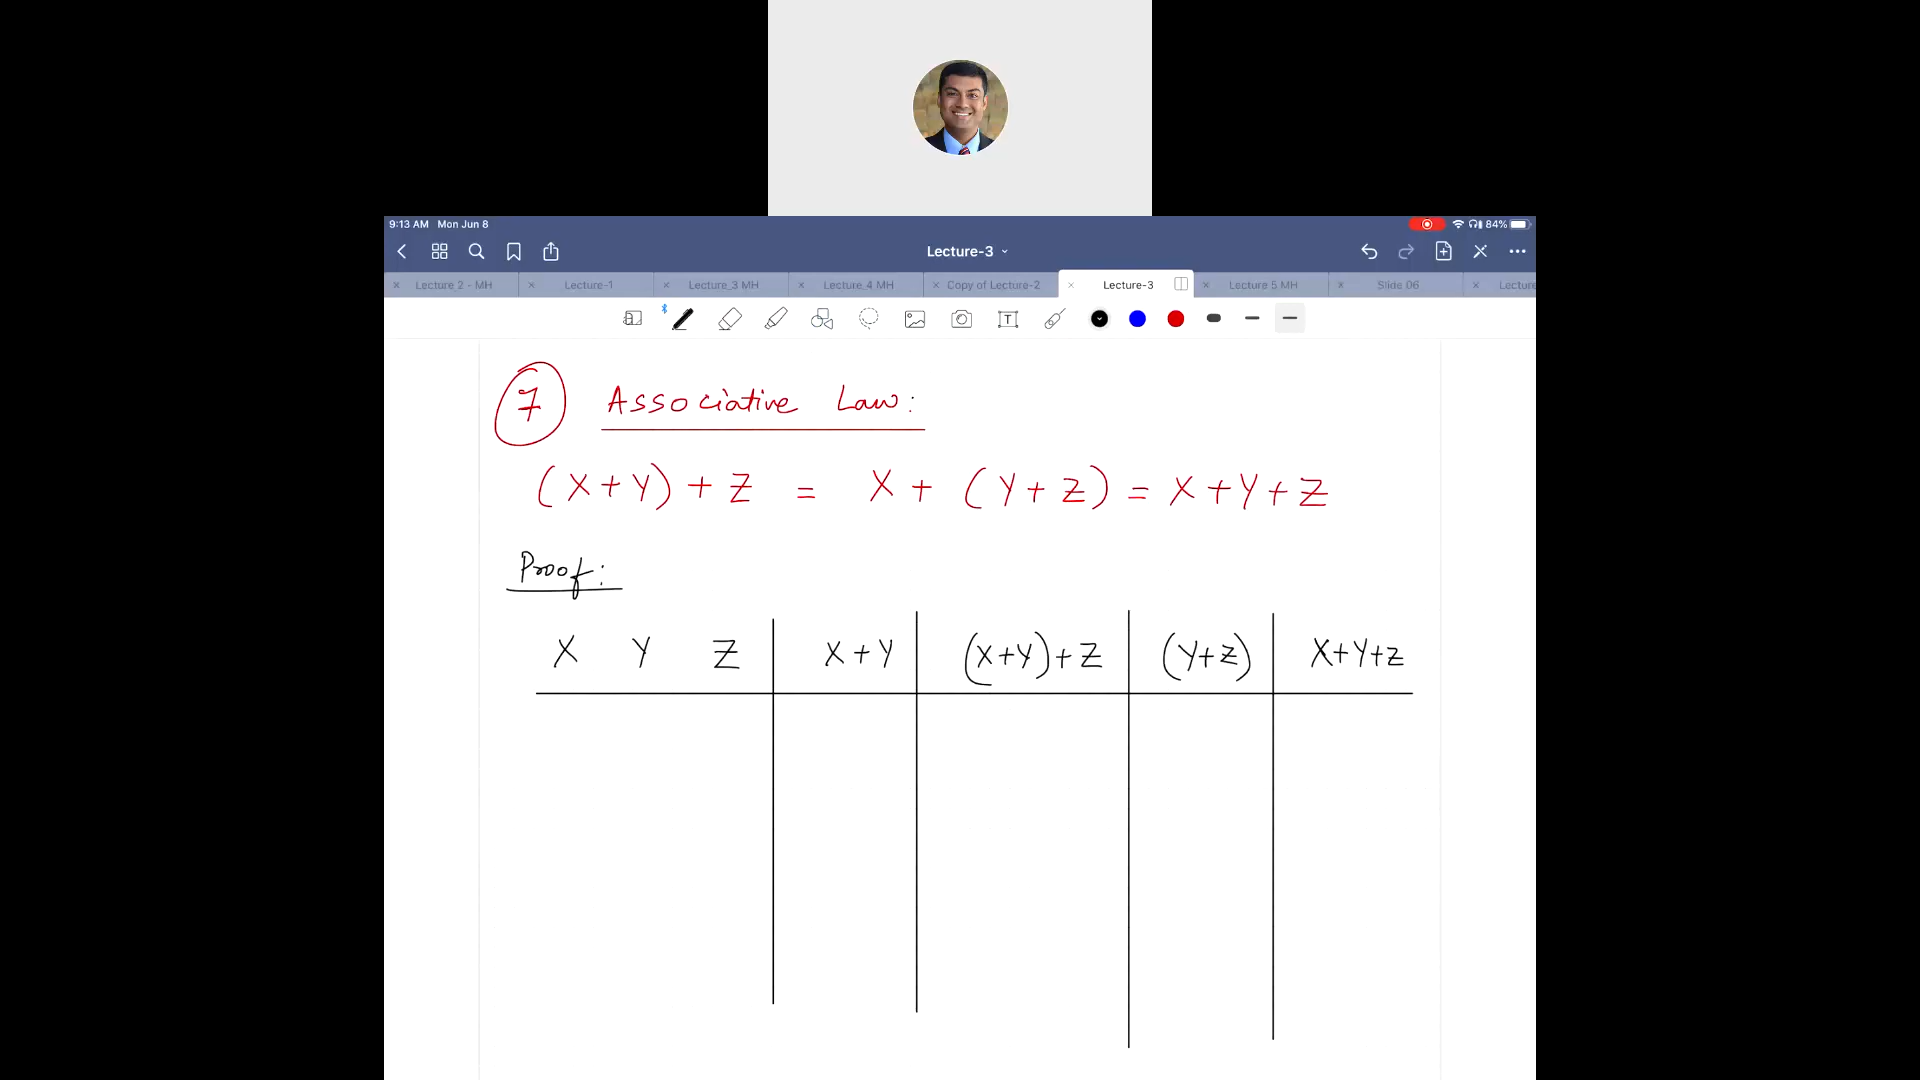 9:13 AM Mon Jun 8 84%
Lecture-3
Lecture 2 - MH Lecture-1 Lecture_3 MH Lecture_4 MH Copy of Lecture-2 Lecture-3 Lecture 5 MH Slide 06 Lecture
T
7 Associative Law:
(X+Y)+Z = X+(Y+Z) = X+Y+Z
Proof:
X Y Z X+Y (X+Y)+Z (Y+Z) X+Y+Z